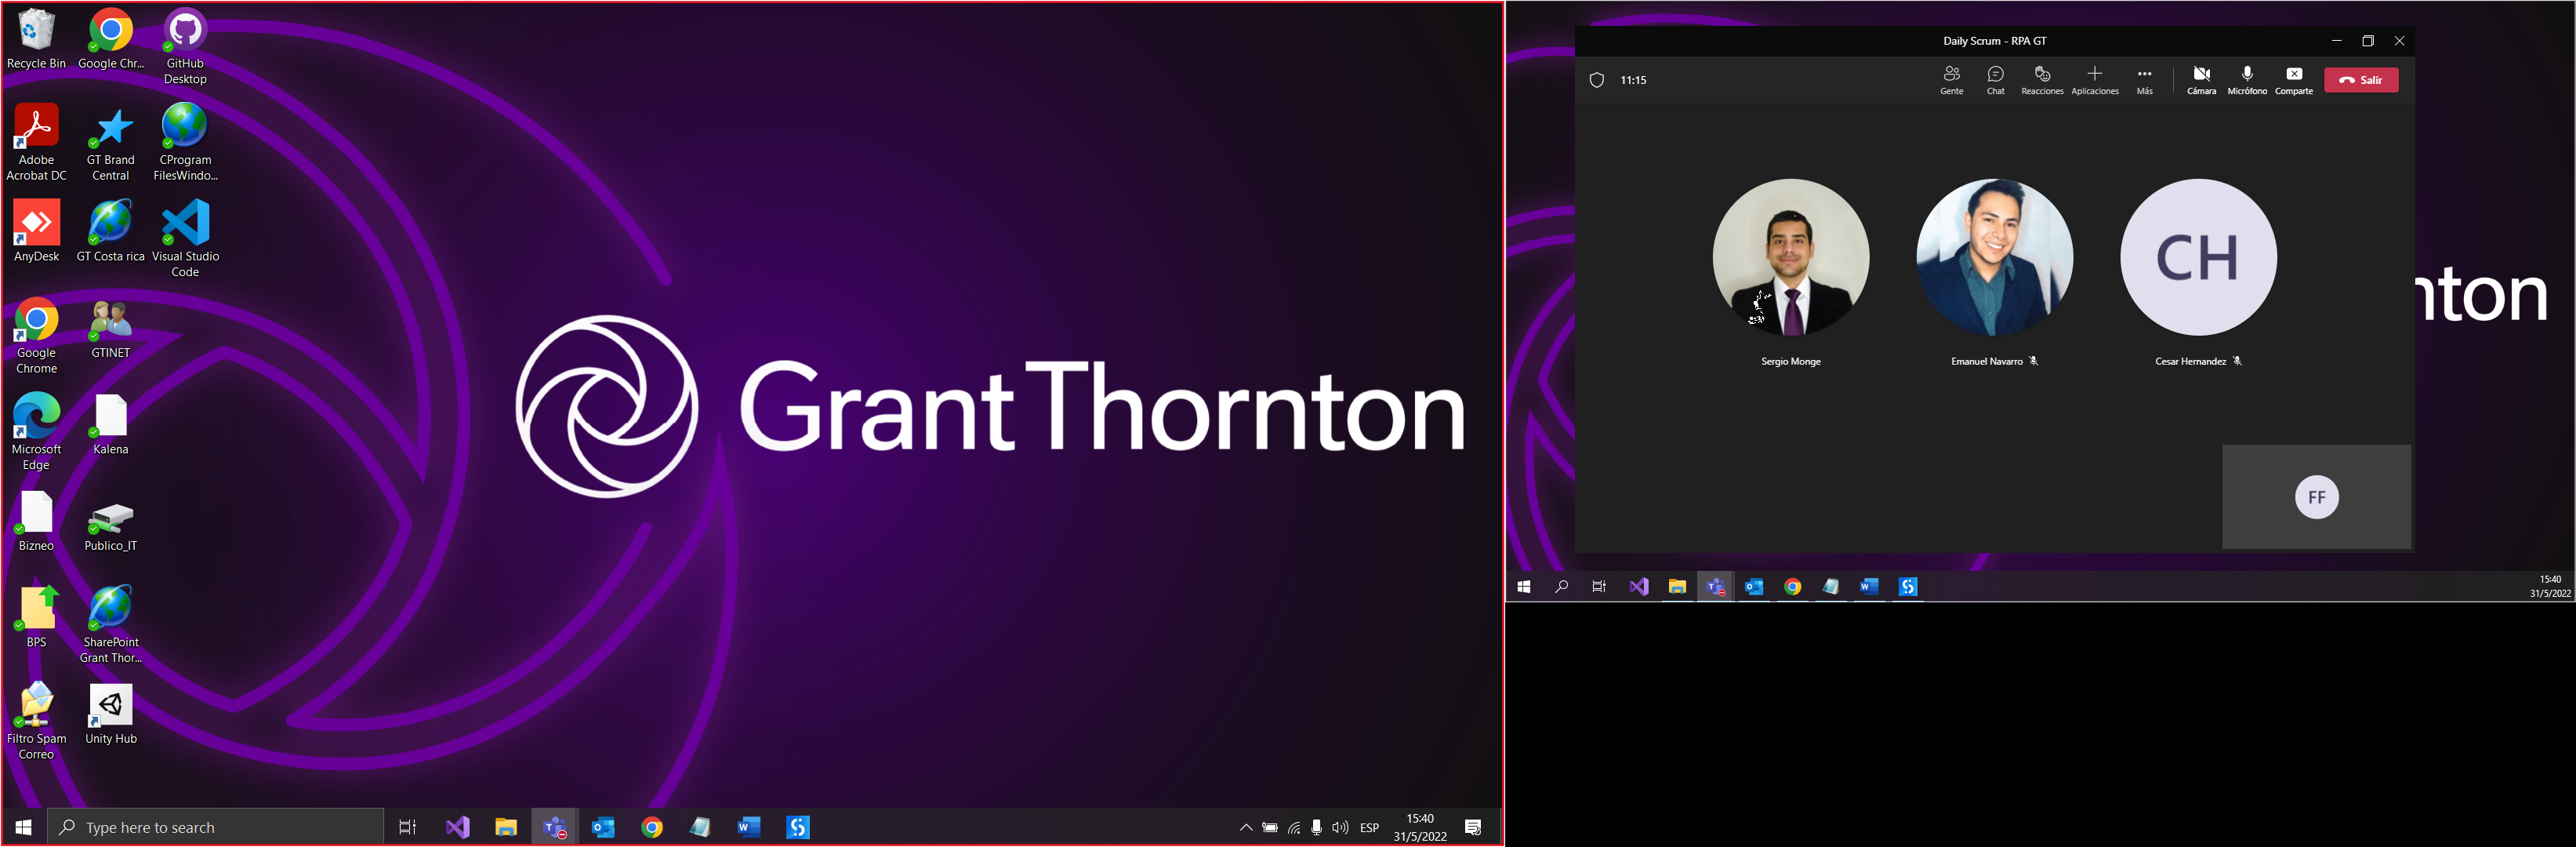 Recycle Bin
Google Chr...
GitHub
Desktop
Adobe
Acrobat DC
GT Brand
Central
CProgram
FilesWindo...
AnyDesk
GT Costa rica
Visual Studio
Code
Google
Chrome
GTINET
Microsoft
Edge
Kalena
Bizneo
Publico_IT
BPS
SharePoint
Grant Thor...
Filtro Spam
Correo
Unity Hub
Grant Thornton
Type here to search
ESP
15:40
31/5/2022
Daily Scrum - RPA GT
11:15
Gente
Chat
Reacciones
Aplicaciones
Más
Cámara
Micrófono
Comparte
Salir
CH
Sergio Monge
Emanuel Navarro
Cesar Hernandez
FF
nton
15:40
31/5/2022